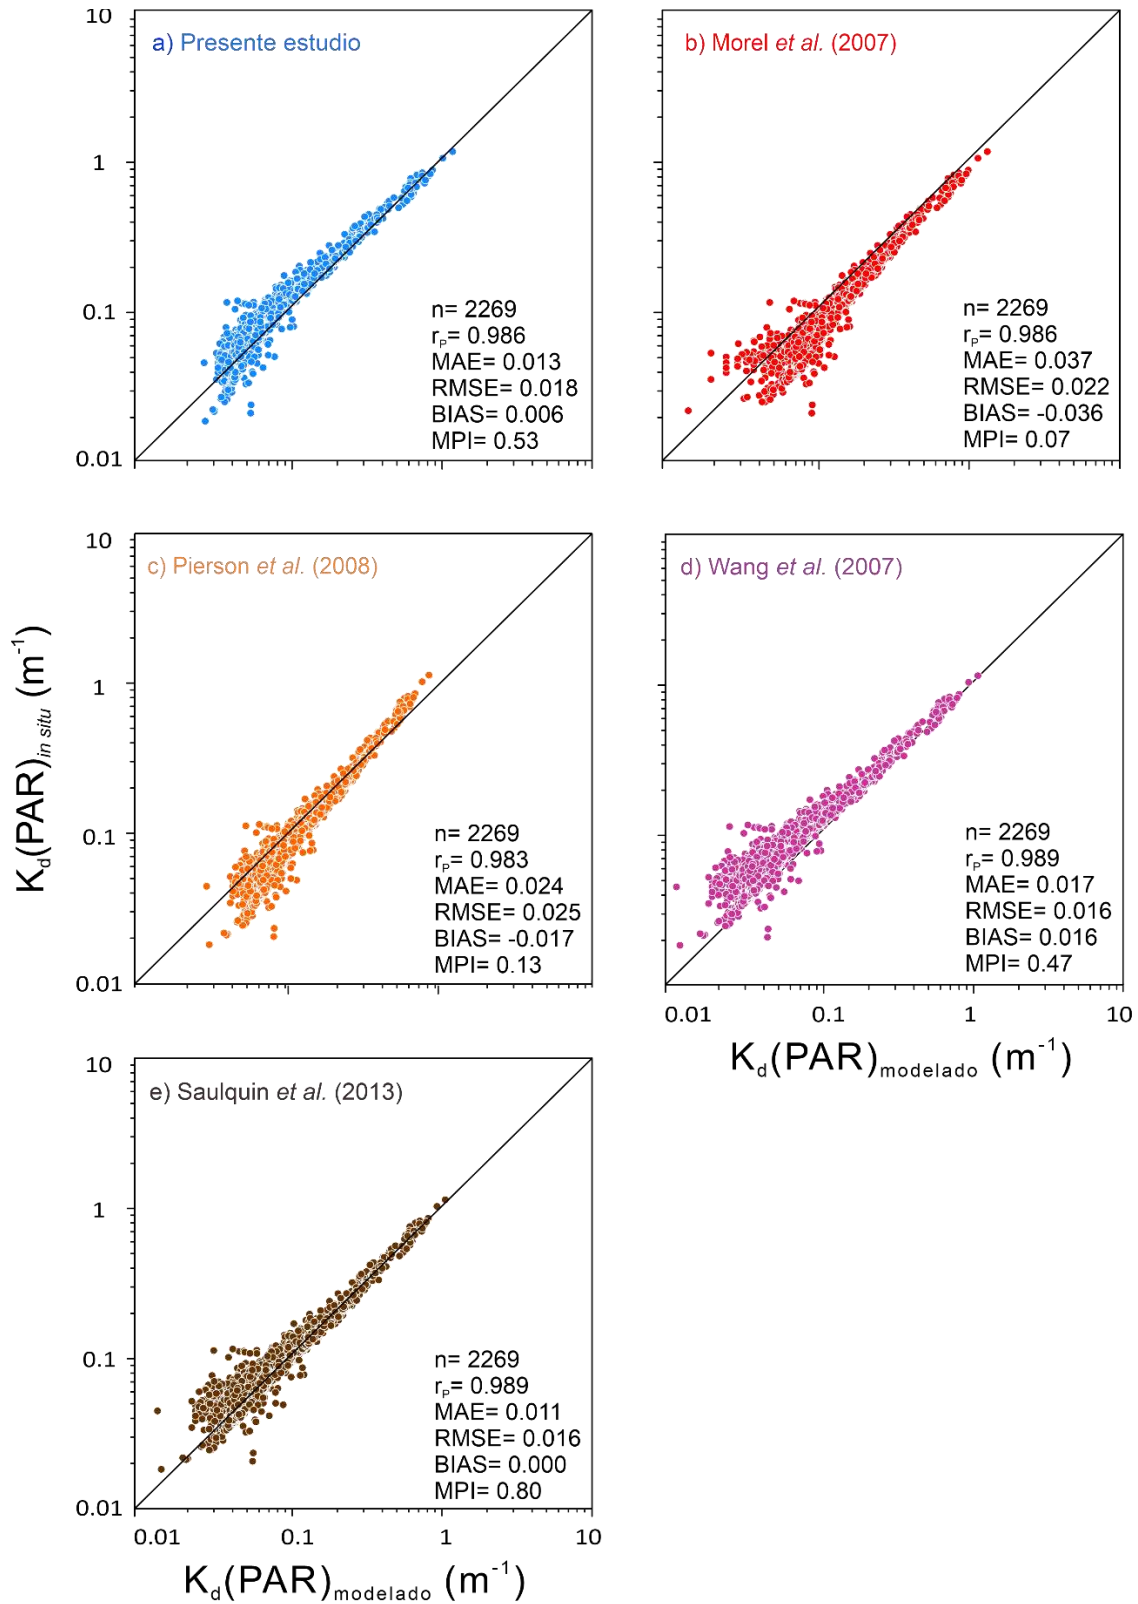 10
1
0.1
0.01
a) Presente estudio
n= 2269
rₚ= 0.986
MAE= 0.013
RMSE= 0.018
BIAS= 0.006
MPI= 0.53
b) Morel et al. (2007)
n= 2269
rₚ= 0.986
MAE= 0.037
RMSE= 0.022
BIAS= -0.036
MPI= 0.07
K_d(PAR)_in situ (m⁻¹)
10
1
0.1
0.01
c) Pierson et al. (2008)
n= 2269
rₚ= 0.983
MAE= 0.024
RMSE= 0.025
BIAS= -0.017
MPI= 0.13
d) Wang et al. (2007)
n= 2269
rₚ= 0.989
MAE= 0.017
RMSE= 0.016
BIAS= 0.016
MPI= 0.47
0.01 0.1 1 10
K_d(PAR)_modelado (m⁻¹)
10
1
0.1
0.01
e) Saulquin et al. (2013)
n= 2269
rₚ= 0.989
MAE= 0.011
RMSE= 0.016
BIAS= 0.000
MPI= 0.80
0.01 0.1 1 10
K_d(PAR)_modelado (m⁻¹)